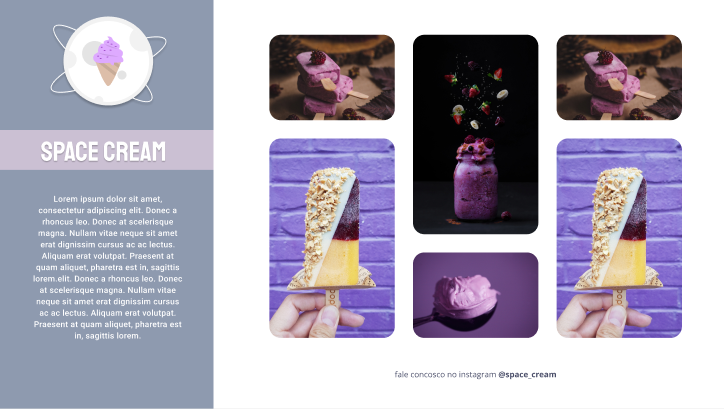 SPACE CREAM
Lorem ipsum dolor sit amet,
consectetur adipiscing elit. Donec a
rhoncus leo. Donec at scelerisque
magna. Nullam vitae neque sit amet
erat dignissim cursus ac ac lectus.
Aliquam erat volutpat. Praesent at
quam aliquet, pharetra est in, sagittis
lorem.elit. Donec a rhoncus leo. Donec
at scelerisque magna. Nullam vitae
neque sit amet erat dignissim cursus
ac ac lectus. Aliquam erat volutpat.
Praesent at quam aliquet, pharetra est
in, sagittis lorem.
fale concosco no instagram @space_cream